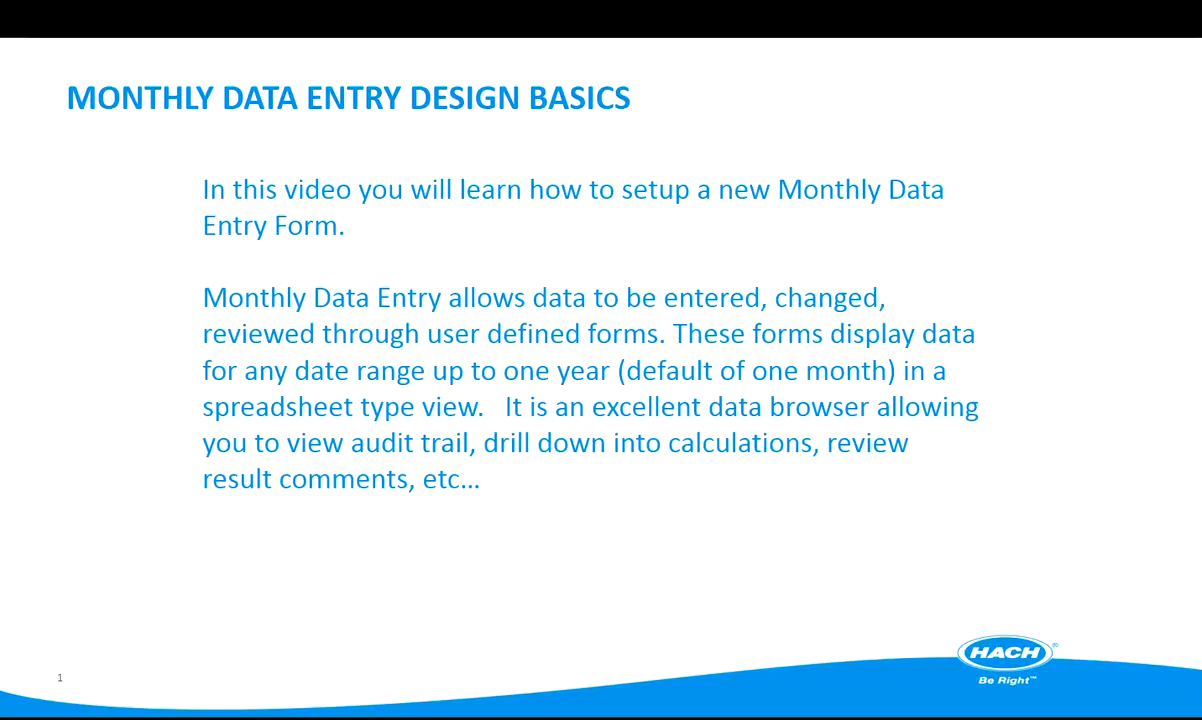 MONTHLY DATA ENTRY DESIGN BASICS
In this video you will learn how to setup a new Monthly Data
Entry Form.
Monthly Data Entry allows data to be entered, changed,
reviewed through user defined forms. These forms display data
for any date range up to one year (default of one month) in a
spreadsheet type view.   It is an excellent data browser allowing
you to view audit trail, drill down into calculations, review
result comments, etc…
1
HACH®
Be Right™